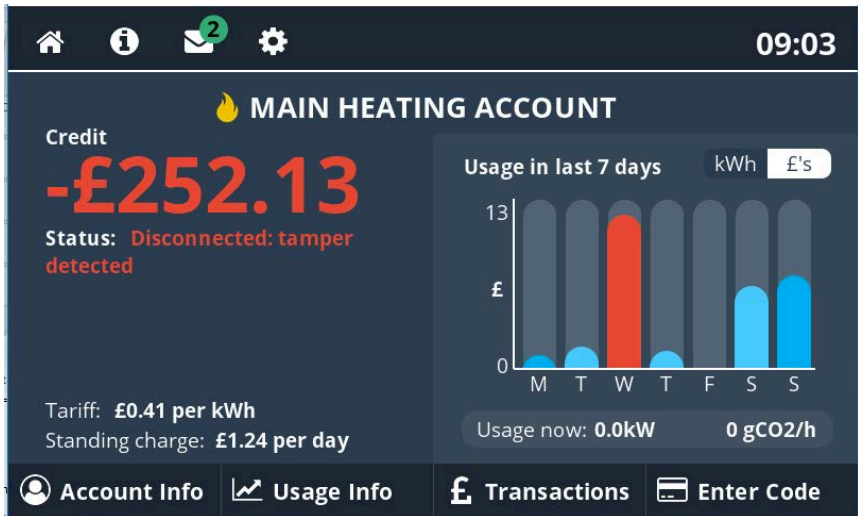 2
09:03
MAIN HEATING ACCOUNT
Credit
-£252.13
Status: Disconnected: tamper
detected
Tariff: £0.41 per kWh
Standing charge: £1.24 per day
Usage in last 7 days
kWh £'s
13
£
0
M T W T F S S
Usage now: 0.0kW 0 gCO2/h
Account Info
Usage Info
£ Transactions
Enter Code